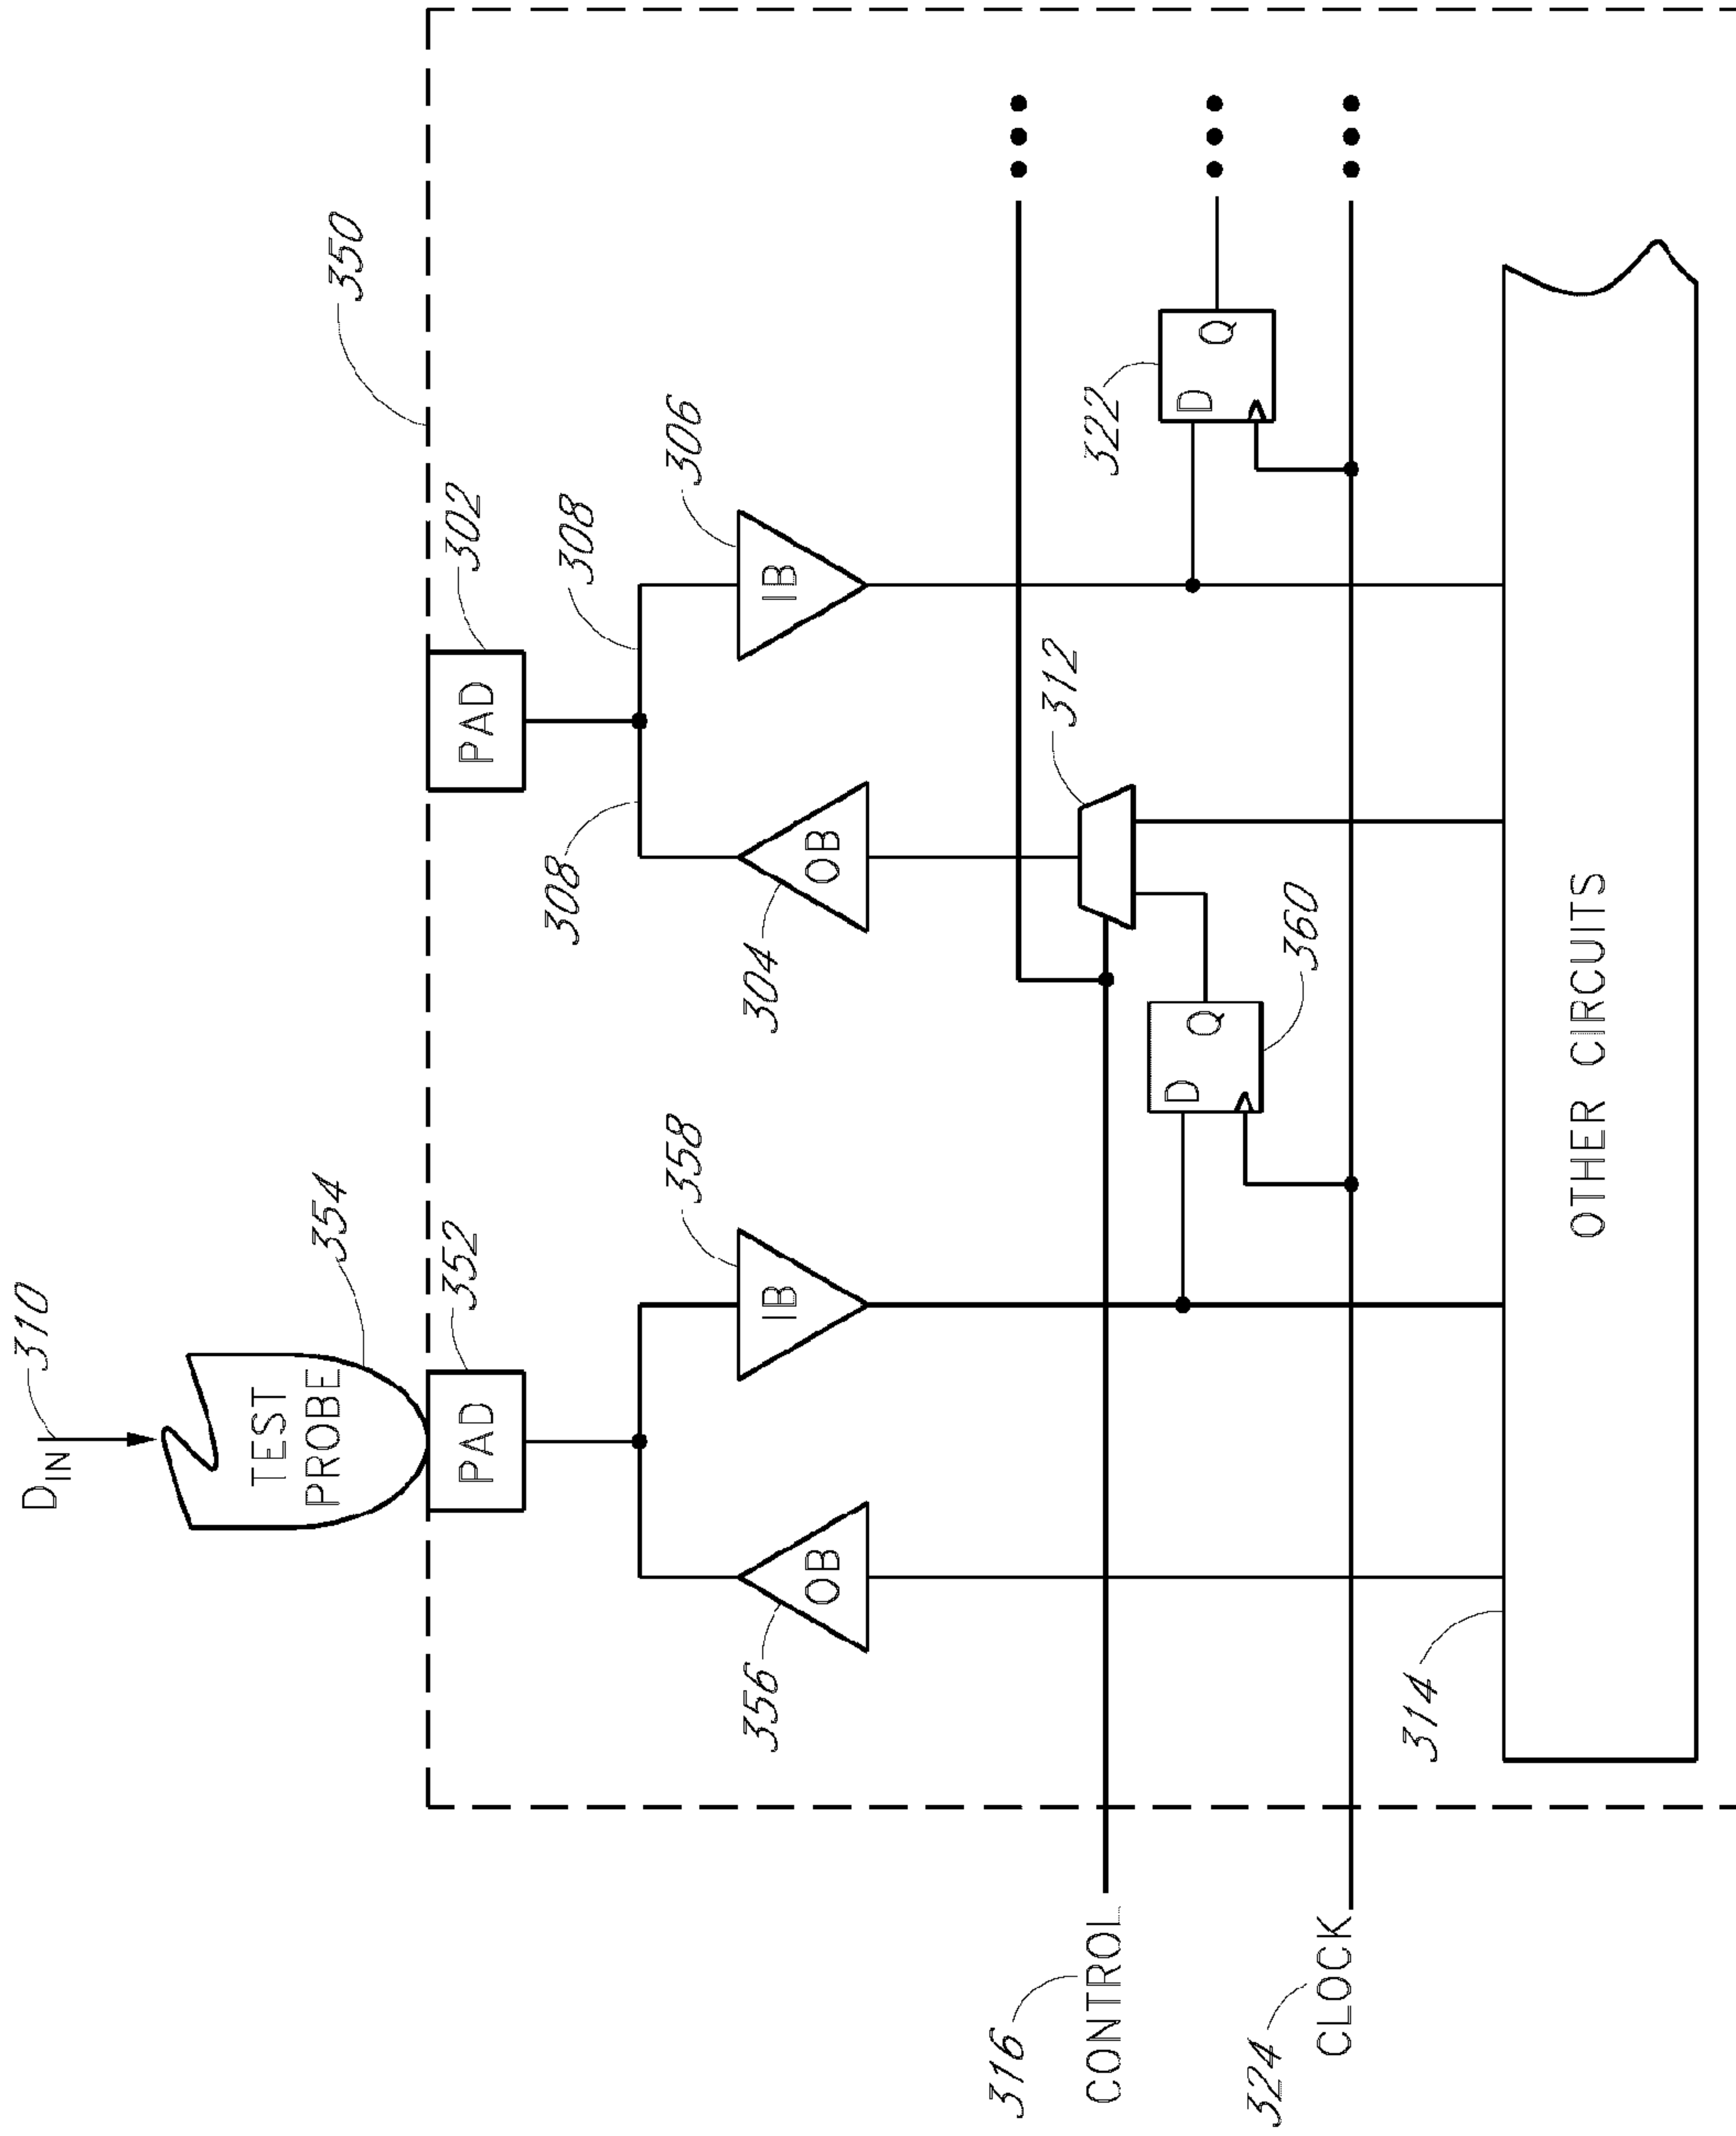 D_IN
310
TEST
PROBE
354
350
PAD
352
PAD
302
308
308
OB
356
IB
358
OB
304
IB
306
316
CONTROL
312
D
Q
360
D
Q
322
324
CLOCK
314
OTHER CIRCUITS